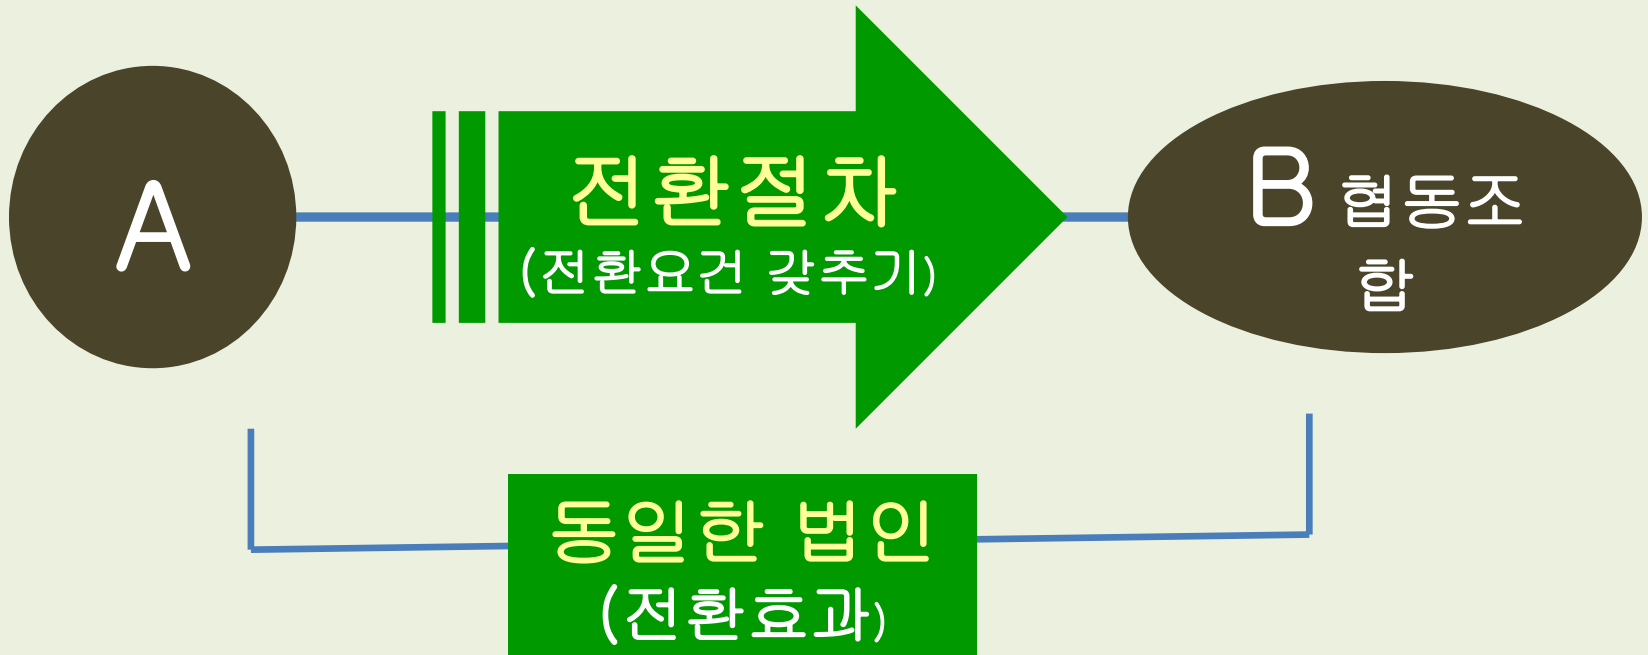 A
전환절차
(전환요건 갖추기)
B 협동조
합
동일한 법인
(전환효과)